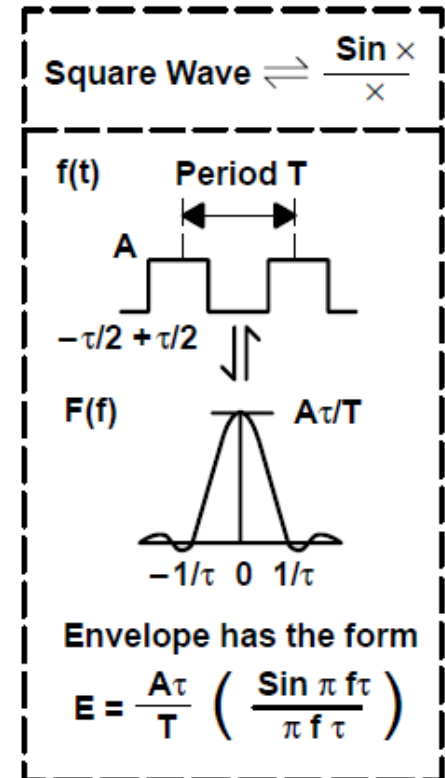 Square Wave ⇌ Sin × / ×
f(t) Period T
A
−τ/2 +τ/2
F(f) Aτ/T
−1/τ 0 1/τ
Envelope has the form
E = Aτ/T ( Sin π fτ / π f τ )